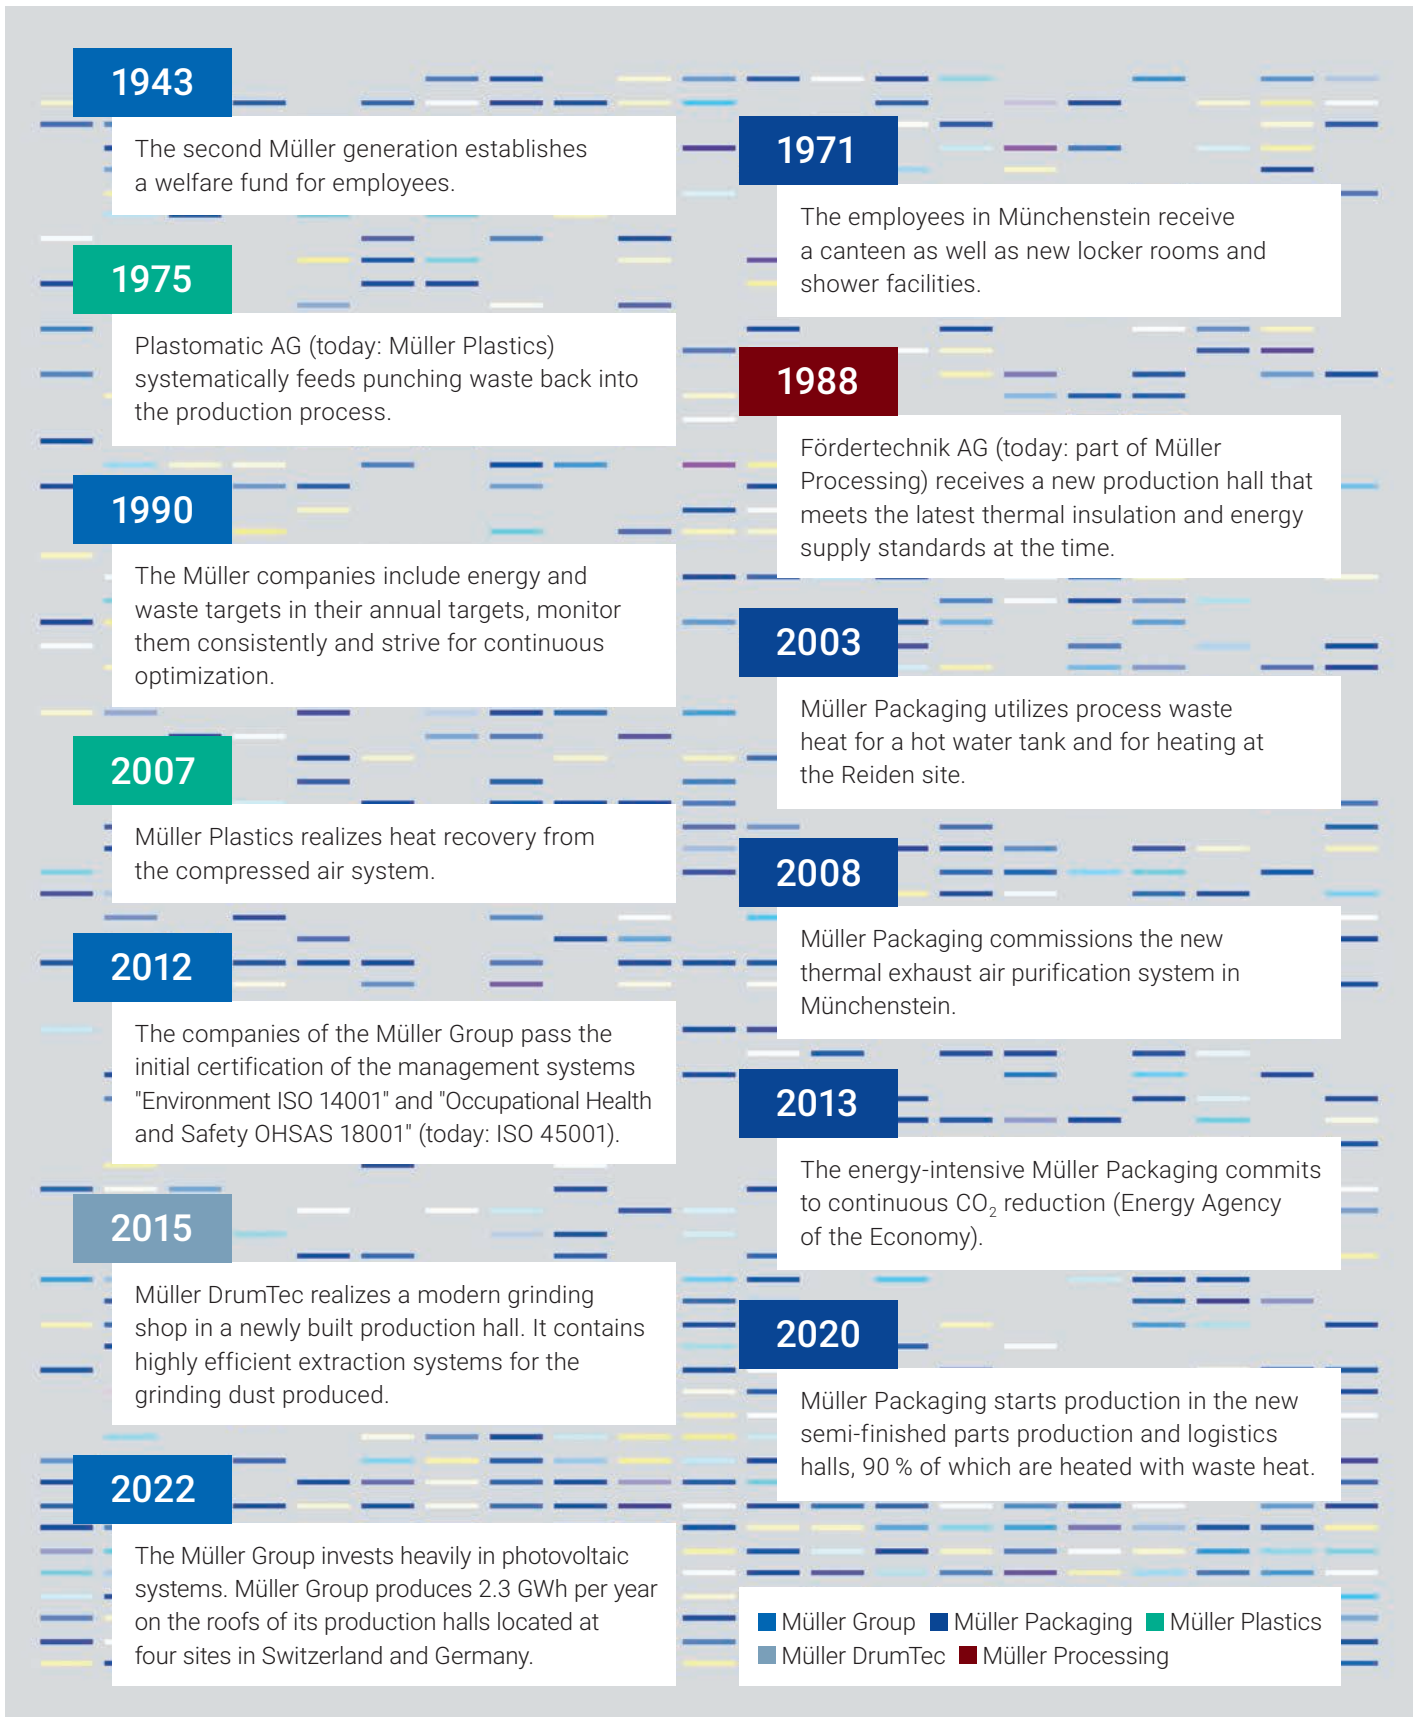 1943
The second Müller generation establishes
a welfare fund for employees.
1971
The employees in Münchenstein receive
a canteen as well as new locker rooms and
shower facilities.
1975
Plastomatic AG (today: Müller Plastics)
systematically feeds punching waste back into
the production process.
1988
Fördertechnik AG (today: part of Müller
Processing) receives a new production hall that
meets the latest thermal insulation and energy
supply standards at the time.
1990
The Müller companies include energy and
waste targets in their annual targets, monitor
them consistently and strive for continuous
optimization.
2003
Müller Packaging utilizes process waste
heat for a hot water tank and for heating at
the Reiden site.
2007
Müller Plastics realizes heat recovery from
the compressed air system.
2008
Müller Packaging commissions the new
thermal exhaust air purification system in
Münchenstein.
2012
The companies of the Müller Group pass the
initial certification of the management systems
"Environment ISO 14001" and "Occupational Health
and Safety OHSAS 18001" (today: ISO 45001).
2013
The energy-intensive Müller Packaging commits
to continuous CO₂ reduction (Energy Agency
of the Economy).
2015
Müller DrumTec realizes a modern grinding
shop in a newly built production hall. It contains
highly efficient extraction systems for the
grinding dust produced.
2020
Müller Packaging starts production in the new
semi-finished parts production and logistics
halls, 90 % of which are heated with waste heat.
2022
The Müller Group invests heavily in photovoltaic
systems. Müller Group produces 2.3 GWh per year
on the roofs of its production halls located at
four sites in Switzerland and Germany.
Müller Group Müller Packaging Müller Plastics
Müller DrumTec Müller Processing